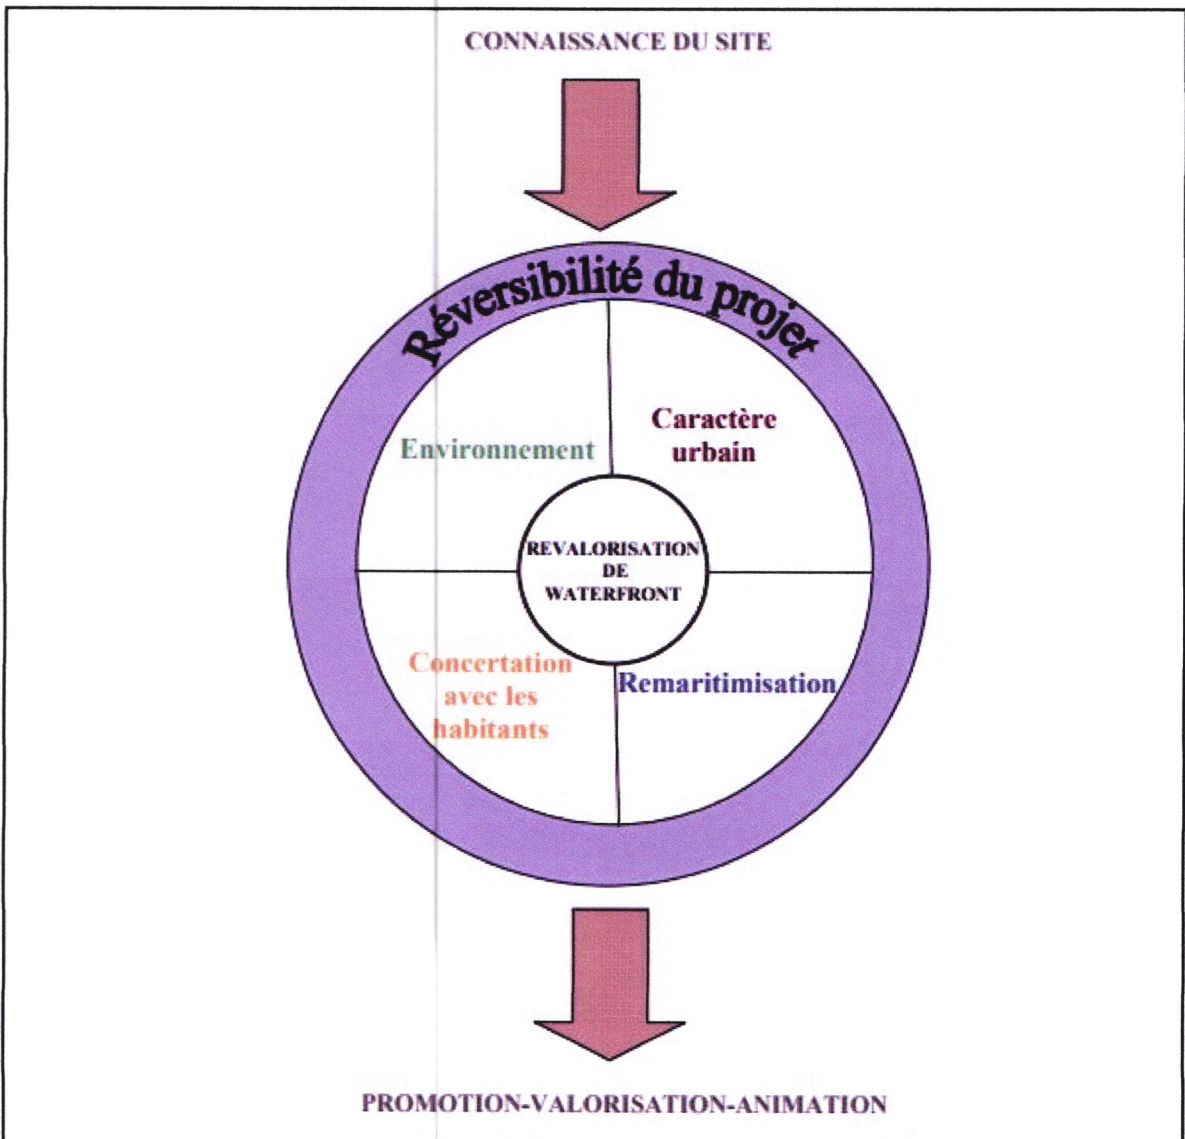 CONNAISSANCE DU SITE
Réversibilité du projet
Environnement
Caractère
urbain
REVALORISATION
DE
WATERFRONT
Concertation
avec les
habitants
Remaritimisation
PROMOTION-VALORISATION-ANIMATION